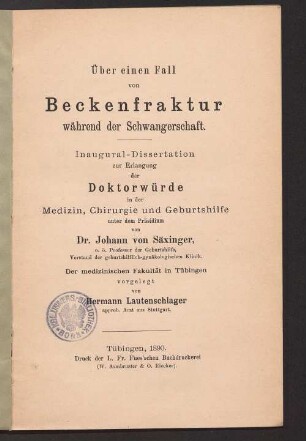 Über einen Fall
von
Beckenfraktur
während der Schwangerschaft.
Inaugural-Dissertation
zur Erlangung
der
Doktorwürde
in der
Medizin, Chirurgie und Geburtshilfe
unter dem Präsidium
von
Dr. Johann von Säxinger,
o. ö. Professor der Geburtshilfe,
Vorstand der geburtshilflich-gynäkologischen Klinik.
Der medizinischen Fakultät in Tübingen
vorgelegt
von
Hermann Lautenschlager
approb. Arzt aus Stuttgart.
Tübingen, 1890.
Druck der L. Fr. Fues'schen Buchdruckerei
(W. Armbruster & O. Riecker).